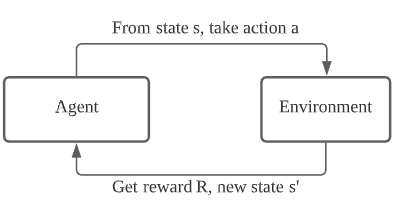 From state s, take action a
Agent
Environment
Get reward R, new state s'